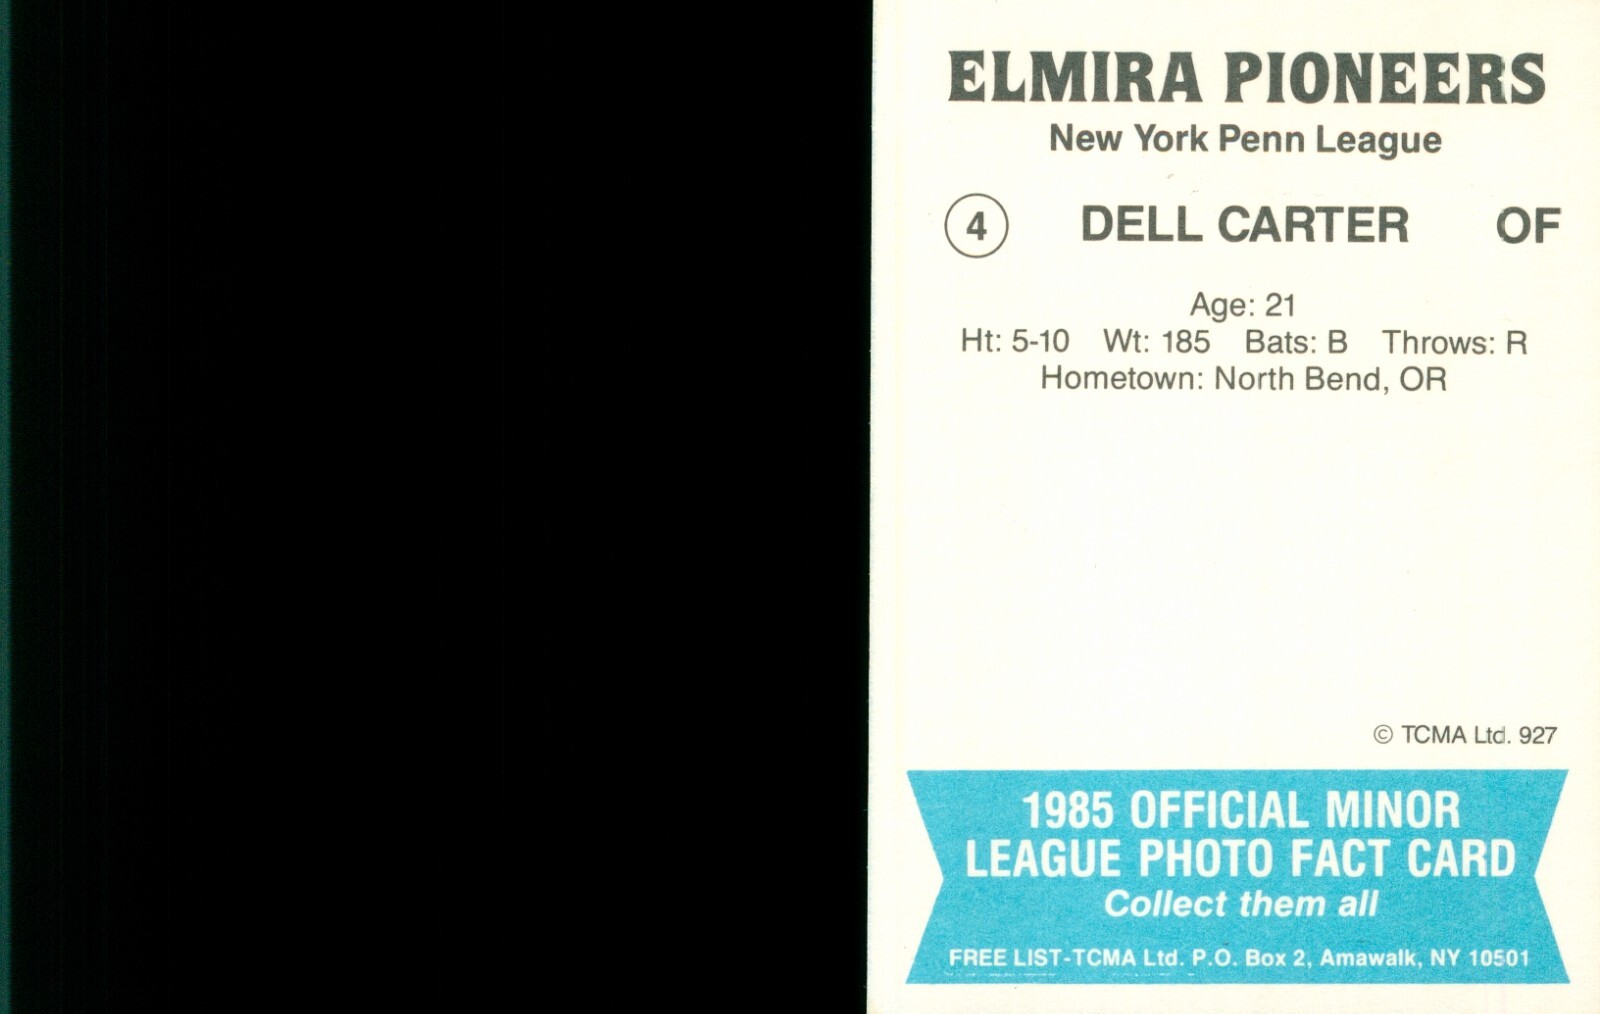 ELMIRA PIONEERS
New York Penn League
4 DELL CARTER OF
Age: 21
Ht: 5-10 Wt: 185 Bats: B Throws: R
Hometown: North Bend, OR
© TCMA Ltd. 927
1985 OFFICIAL MINOR
LEAGUE PHOTO FACT CARD
Collect them all
FREE LIST-TCMA Ltd. P.O. Box 2, Amawalk, NY 10501